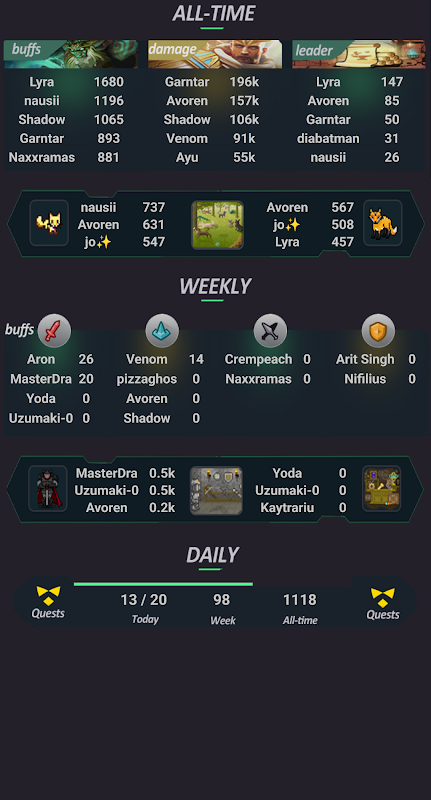 ALL-TIME
buffs damage leader
Lyra 1680 Garntar 196k Lyra 147
nausii 1196 Avoren 157k Avoren 85
Shadow 1065 Shadow 106k Garntar 50
Garntar 893 Venom 91k diabatman 31
Naxxramas 881 Ayu 55k nausii 26
nausii 737 Avoren 567
Avoren 631 jo✨ 508
jo✨ 547 Lyra 457
WEEKLY
buffs
Aron 26 Venom 14 Crempeach 0 Arit Singh 0
MasterDra 20 pizzaghos 0 Naxxramas 0 Nifilius 0
Yoda 0 Avoren 0
Uzumaki-0 0 Shadow 0
MasterDra 0.5k Yoda 0
Uzumaki-0 0.5k Uzumaki-0 0
Avoren 0.2k Kaytrariu 0
DAILY
Quests 13 / 20 98 1118 Quests
Today Week All-time